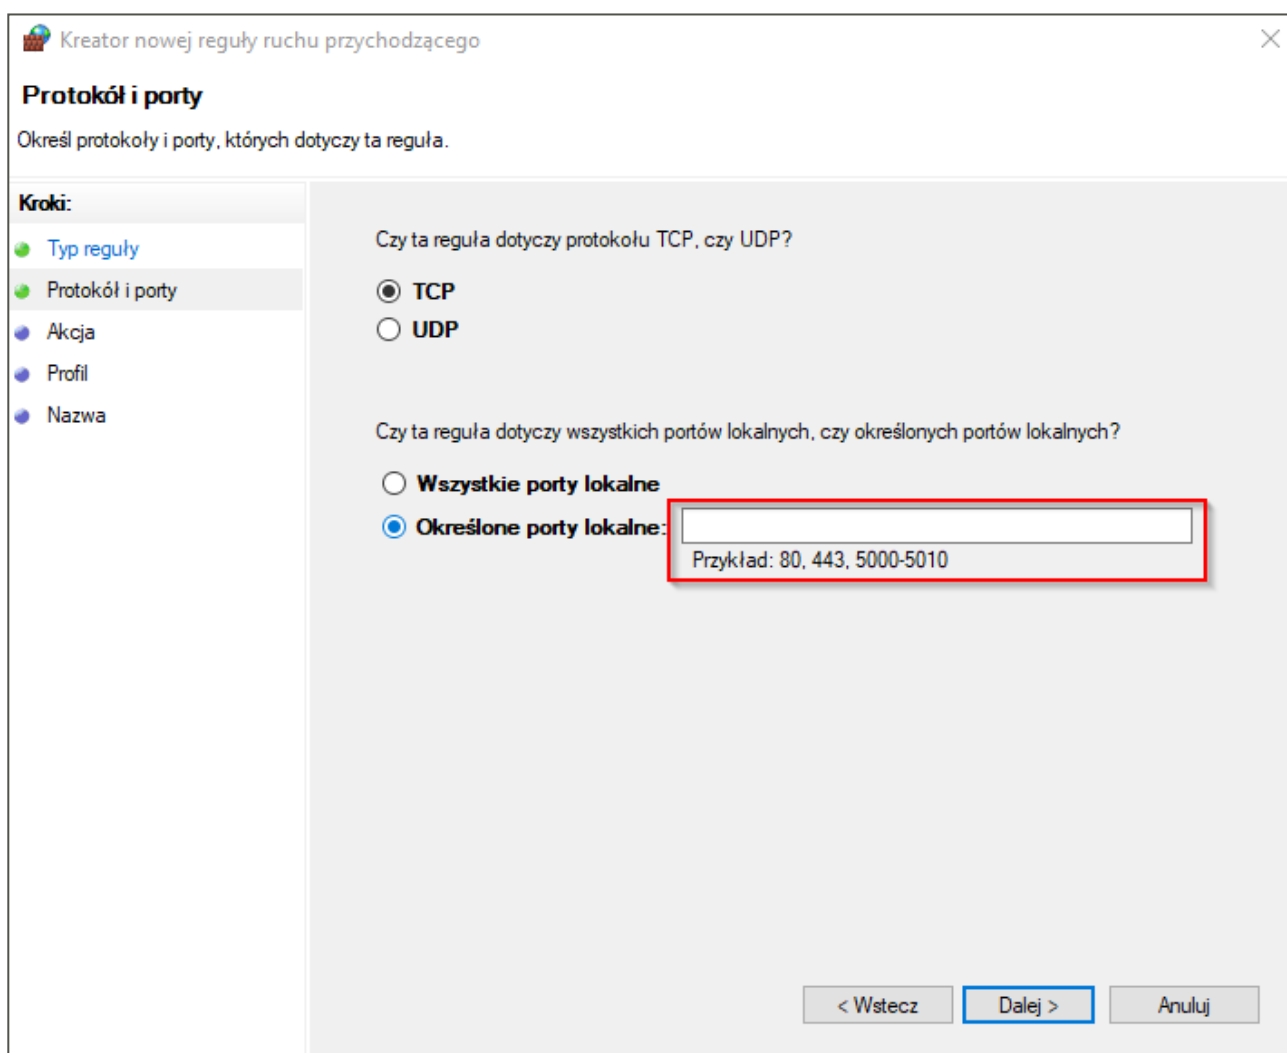 Kreator nowej reguły ruchu przychodzącego
Protokół i porty
Określ protokoły i porty, których dotyczy ta reguła.
Kroki:
Typ reguły
Protokół i porty
Akcja
Profil
Nazwa
Czy ta reguła dotyczy protokołu TCP, czy UDP?
TCP
UDP
Czy ta reguła dotyczy wszystkich portów lokalnych, czy określonych portów lokalnych?
Wszystkie porty lokalne
Określone porty lokalne:
Przykład: 80, 443, 5000-5010
< Wstecz
Dalej >
Anuluj